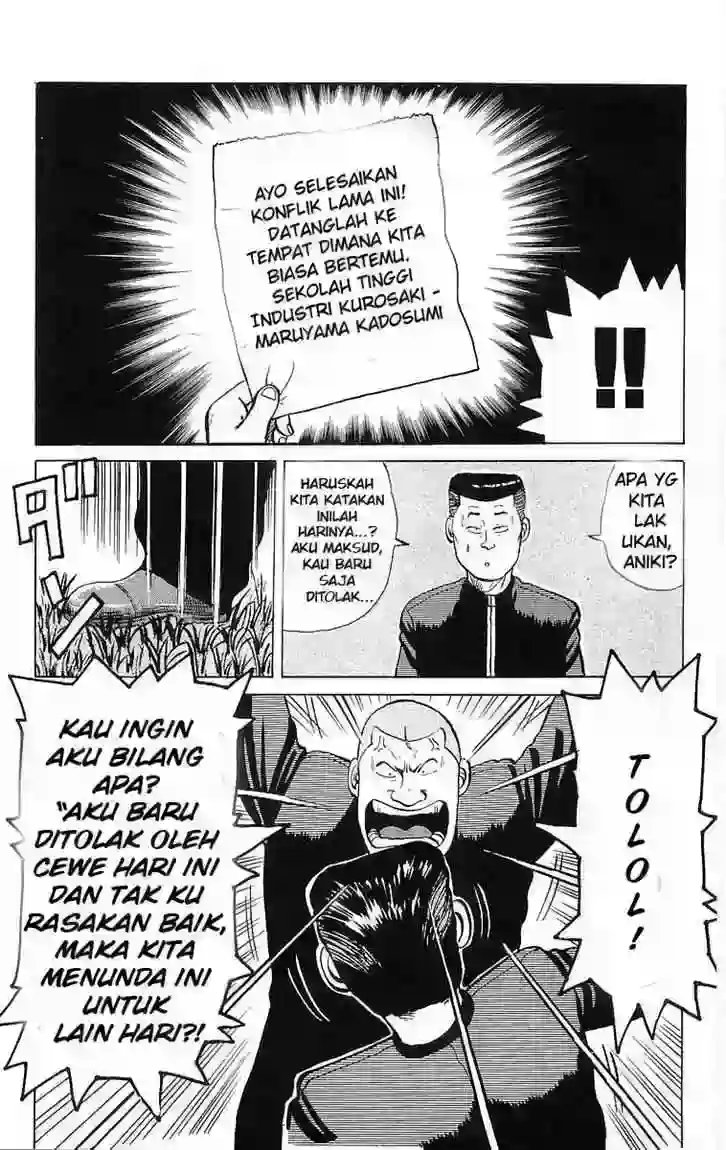 AYO SELESAIKAN
KONFLIK LAMA INI!
DATANGLAH KE
TEMPAT DIMANA KITA
BIASA BERTEMU.
SEKOLAH TINGGI
INDUSTRI KUROSAKI -
MARUYAMA KADOSUMI
!!
APA YG
KITA
LAK
UKAN,
ANIKI?
HARUSKAH
KITA KATAKAN
INILAH
HARINYA...?
AKU MAKSUD,
KAU BARU
SAJA
DITOLAK...
ダッ
TOLOL!
KAU INGIN
AKU BILANG
APA?
"AKU BARU
DITOLAK OLEH
CEWE HARI INI
DAN TAK KU
RASAKAN BAIK,
MAKA KITA
MENUNDA INI
UNTUK
LAIN HARI?!